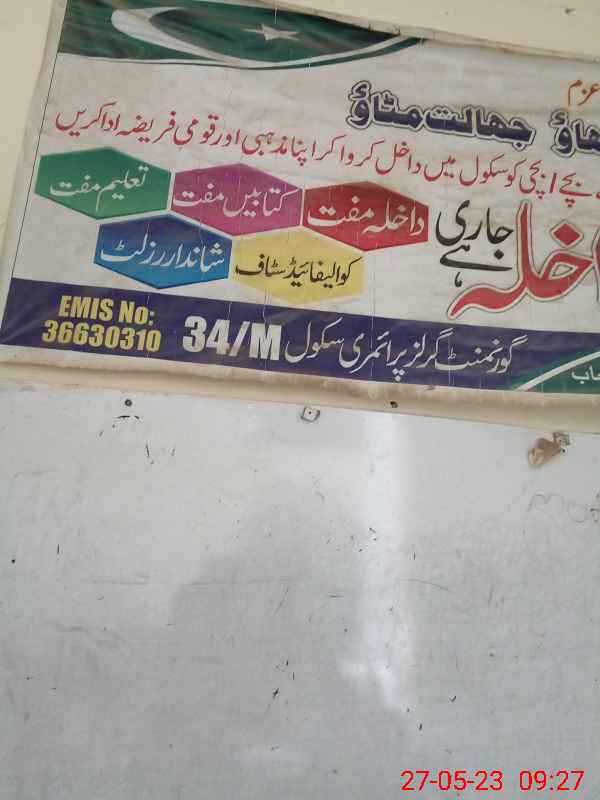 عزم
جھالت مٹاؤ
بچے / بچی کو سکول میں داخل کروا کر اپنا مذہبی اور قومی فریضہ ادا کریں
داخلہ جاری ہے
داخلہ مفت کتابیں مفت تعلیم مفت
کوالیفائیڈ سٹاف شاندار رزلٹ
گورنمنٹ گرلز پرائمری سکول 34/M
EMIS No:
36630310
27-05-23 09:27